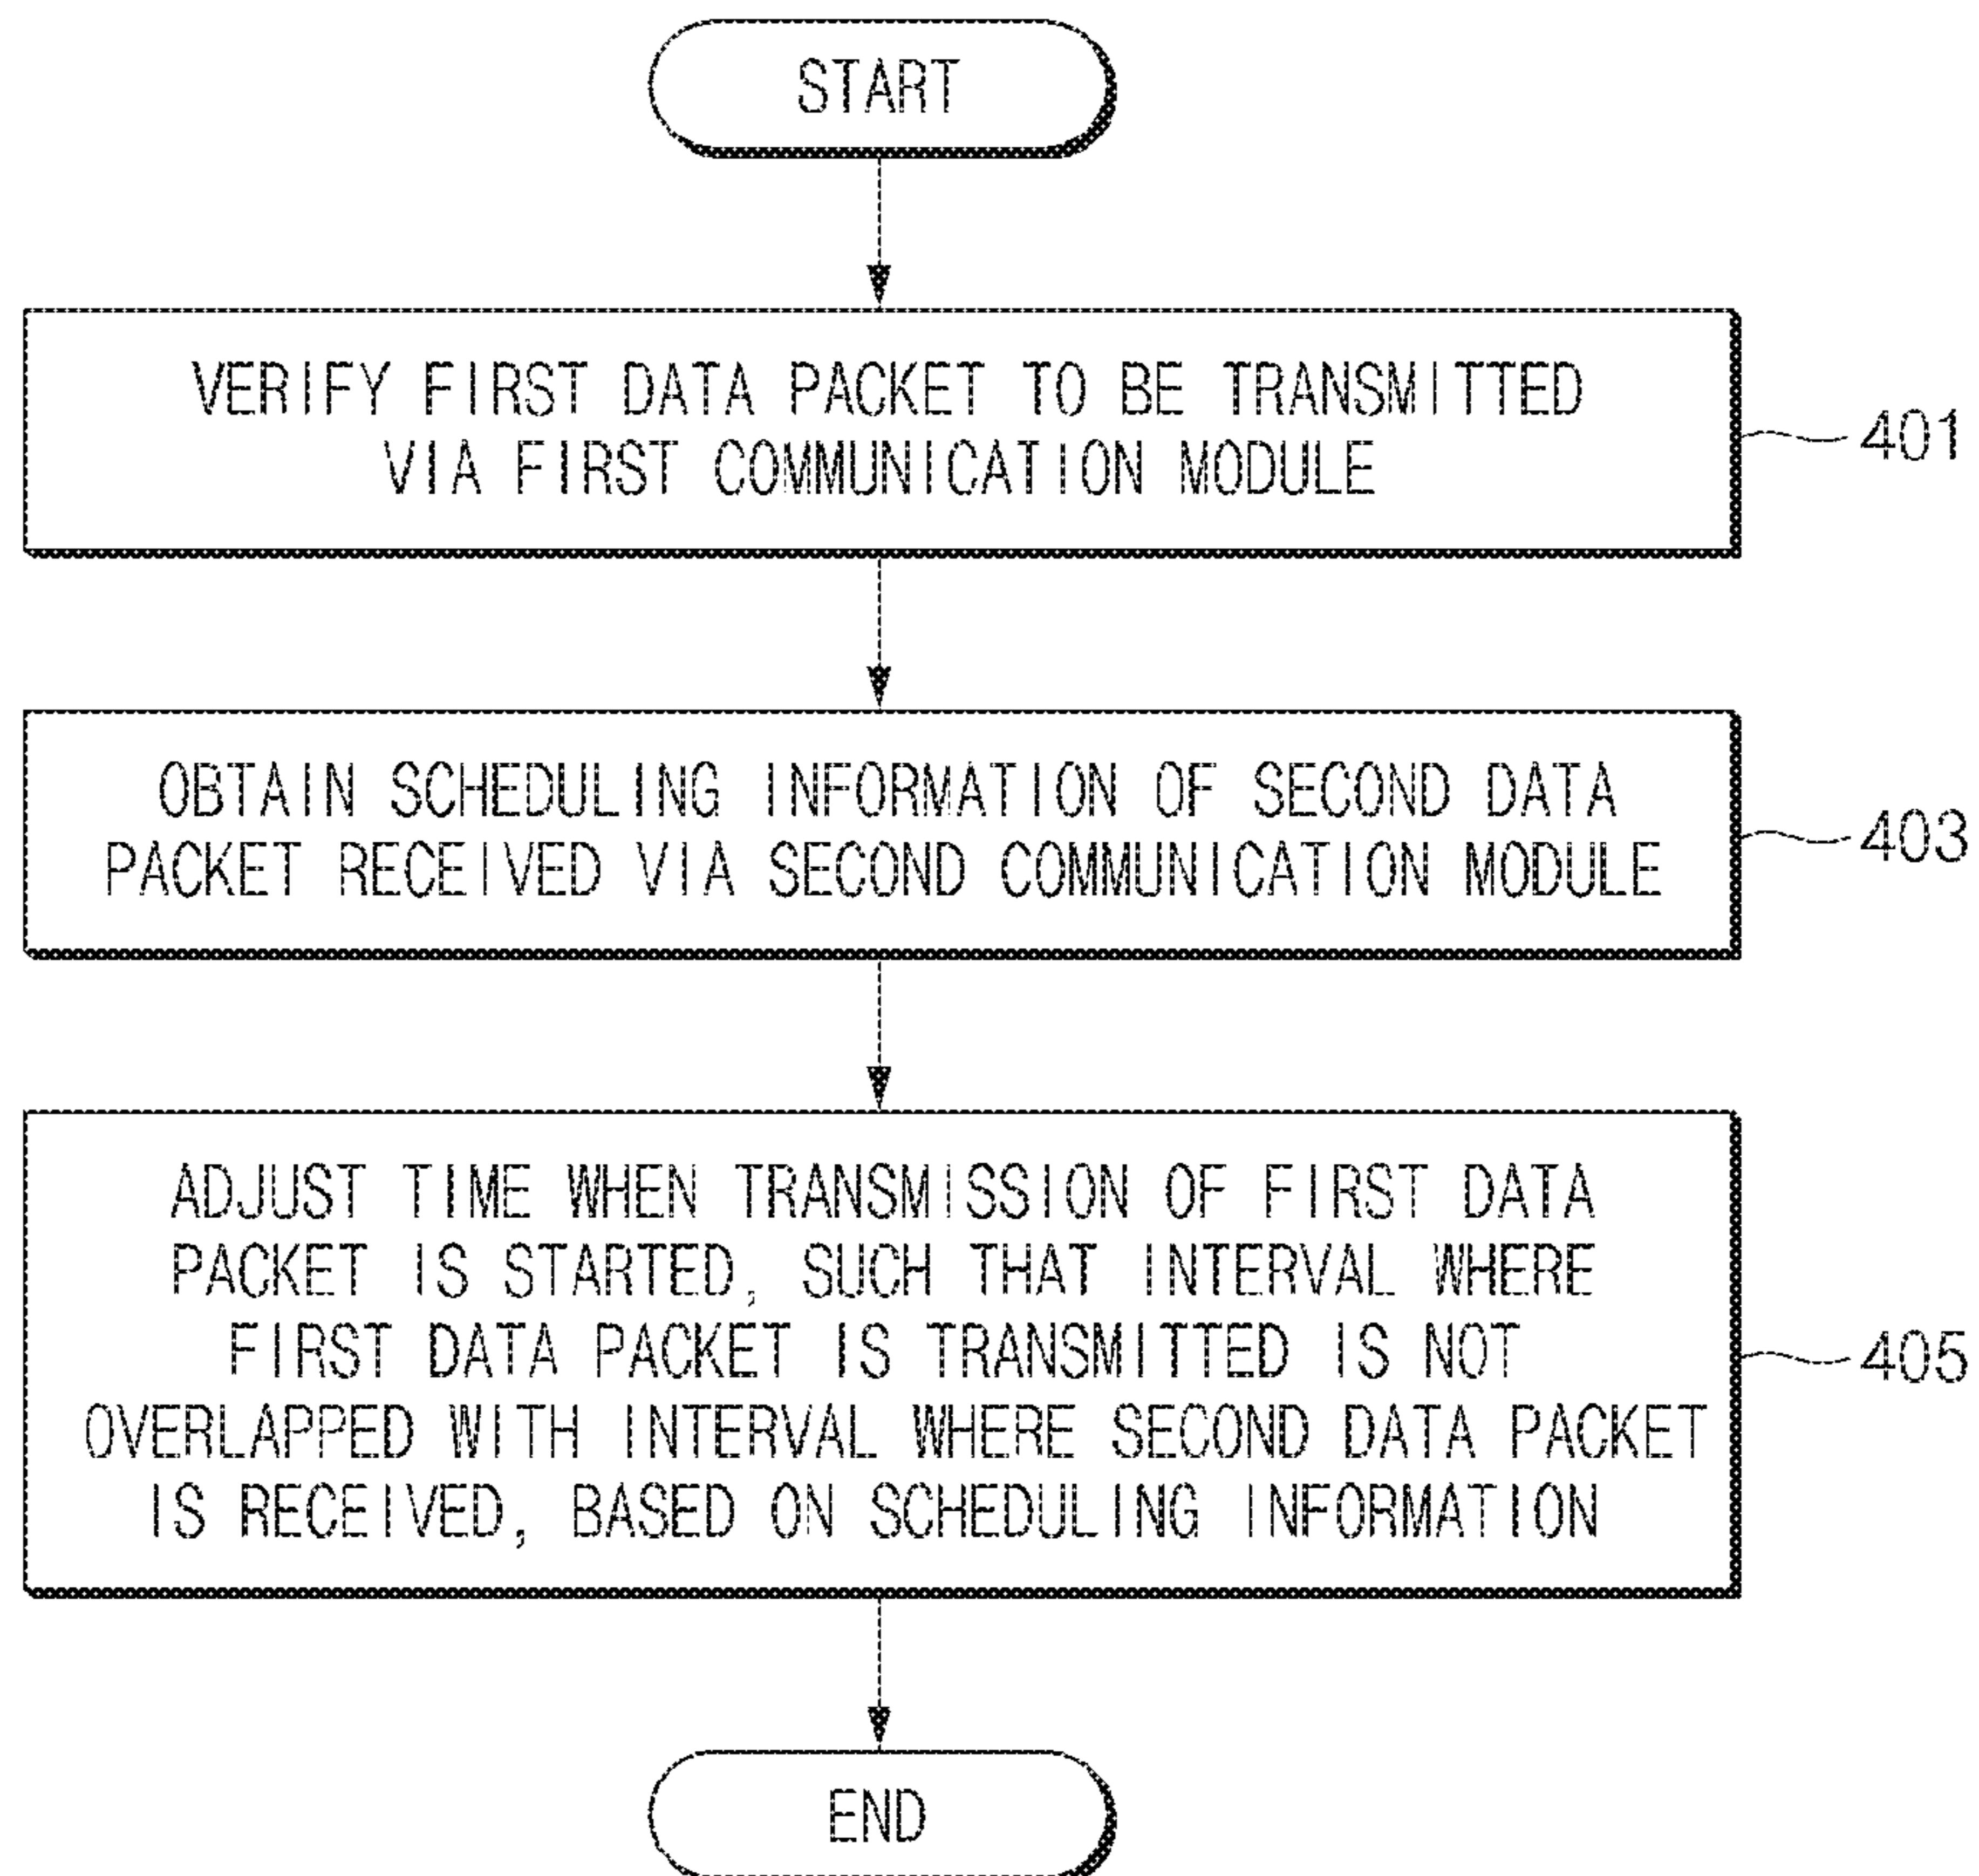 START
VERIFY FIRST DATA PACKET TO BE TRANSMITTED
VIA FIRST COMMUNICATION MODULE
401
OBTAIN SCHEDULING INFORMATION OF SECOND DATA
PACKET RECEIVED VIA SECOND COMMUNICATION MODULE
403
ADJUST TIME WHEN TRANSMISSION OF FIRST DATA
PACKET IS STARTED, SUCH THAT INTERVAL WHERE
FIRST DATA PACKET IS TRANSMITTED IS NOT
OVERLAPPED WITH INTERVAL WHERE SECOND DATA PACKET
IS RECEIVED, BASED ON SCHEDULING INFORMATION
405
END